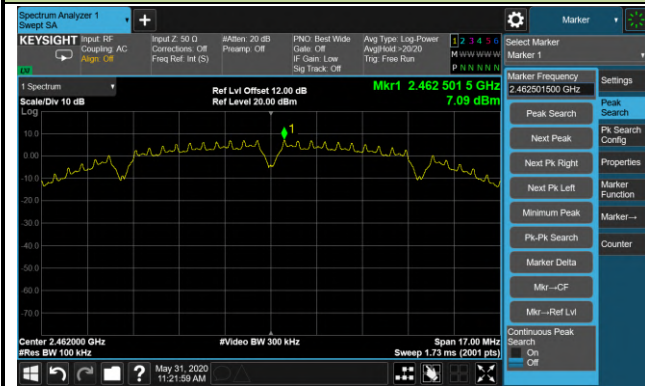 Spectrum Analyzer 1
Swept SA
Marker
KEYSIGHT
Input: RF
Coupling: AC
Align: Off
Input Z: 50 Ω
Corrections: Off
Freq Ref: Int (S)
#Atten: 20 dB
Preamp: Off
PNO: Best Wide
Gate: Off
IF Gain: Low
Sig Track: Off
Avg Type: Log-Power
Avg|Hold:>20/20
Trig: Free Run
1 2 3 4 5 6
M W W W W W
P N N N N N
LXI
Select Marker
Marker 1
1 Spectrum
Scale/Div 10 dB
Log
Ref Lvl Offset 12.00 dB
Ref Level 20.00 dBm
Mkr1 2.462 501 5 GHz
7.09 dBm
1
10.0
0.00
-10.0
-20.0
-30.0
-40.0
-50.0
-60.0
-70.0
Center 2.462000 GHz
#Res BW 100 kHz
#Video BW 300 kHz
Span 17.00 MHz
Sweep 1.73 ms (2001 pts)
Marker Frequency
2.462501500 GHz
Peak Search
Next Peak
Next Pk Right
Next Pk Left
Minimum Peak
Pk-Pk Search
Marker Delta
Mkr→CF
Mkr→Ref Lvl
Continuous Peak
Search
On
Off
Settings
Peak
Search
Pk Search
Config
Properties
Marker
Function
Marker→
Counter
May 31, 2020
11:21:59 AM